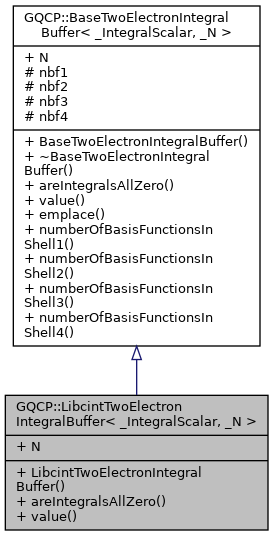 GQCP::BaseTwoElectronIntegral
Buffer< _IntegralScalar, _N >
+ N
# nbf1
# nbf2
# nbf3
# nbf4
+ BaseTwoElectronIntegralBuffer()
+ ~BaseTwoElectronIntegral
Buffer()
+ areIntegralsAllZero()
+ value()
+ emplace()
+ numberOfBasisFunctionsIn
Shell1()
+ numberOfBasisFunctionsIn
Shell2()
+ numberOfBasisFunctionsIn
Shell3()
+ numberOfBasisFunctionsIn
Shell4()
GQCP::LibcintTwoElectron
IntegralBuffer< _IntegralScalar, _N >
+ N
+ LibcintTwoElectronIntegral
Buffer()
+ areIntegralsAllZero()
+ value()